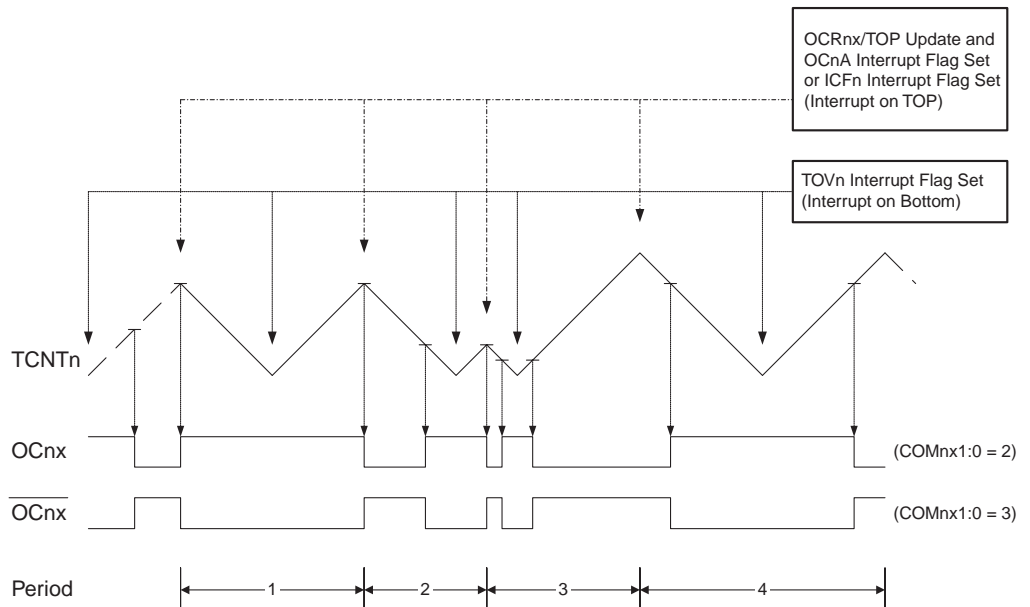 OCRnx/TOP Update and
OCnA Interrupt Flag Set
or ICFn Interrupt Flag Set
(Interrupt on TOP)
TOVn Interrupt Flag Set
(Interrupt on Bottom)
TCNTn
OCnx
(COMnx1:0 = 2)
OCnx
(COMnx1:0 = 3)
Period
1
2
3
4